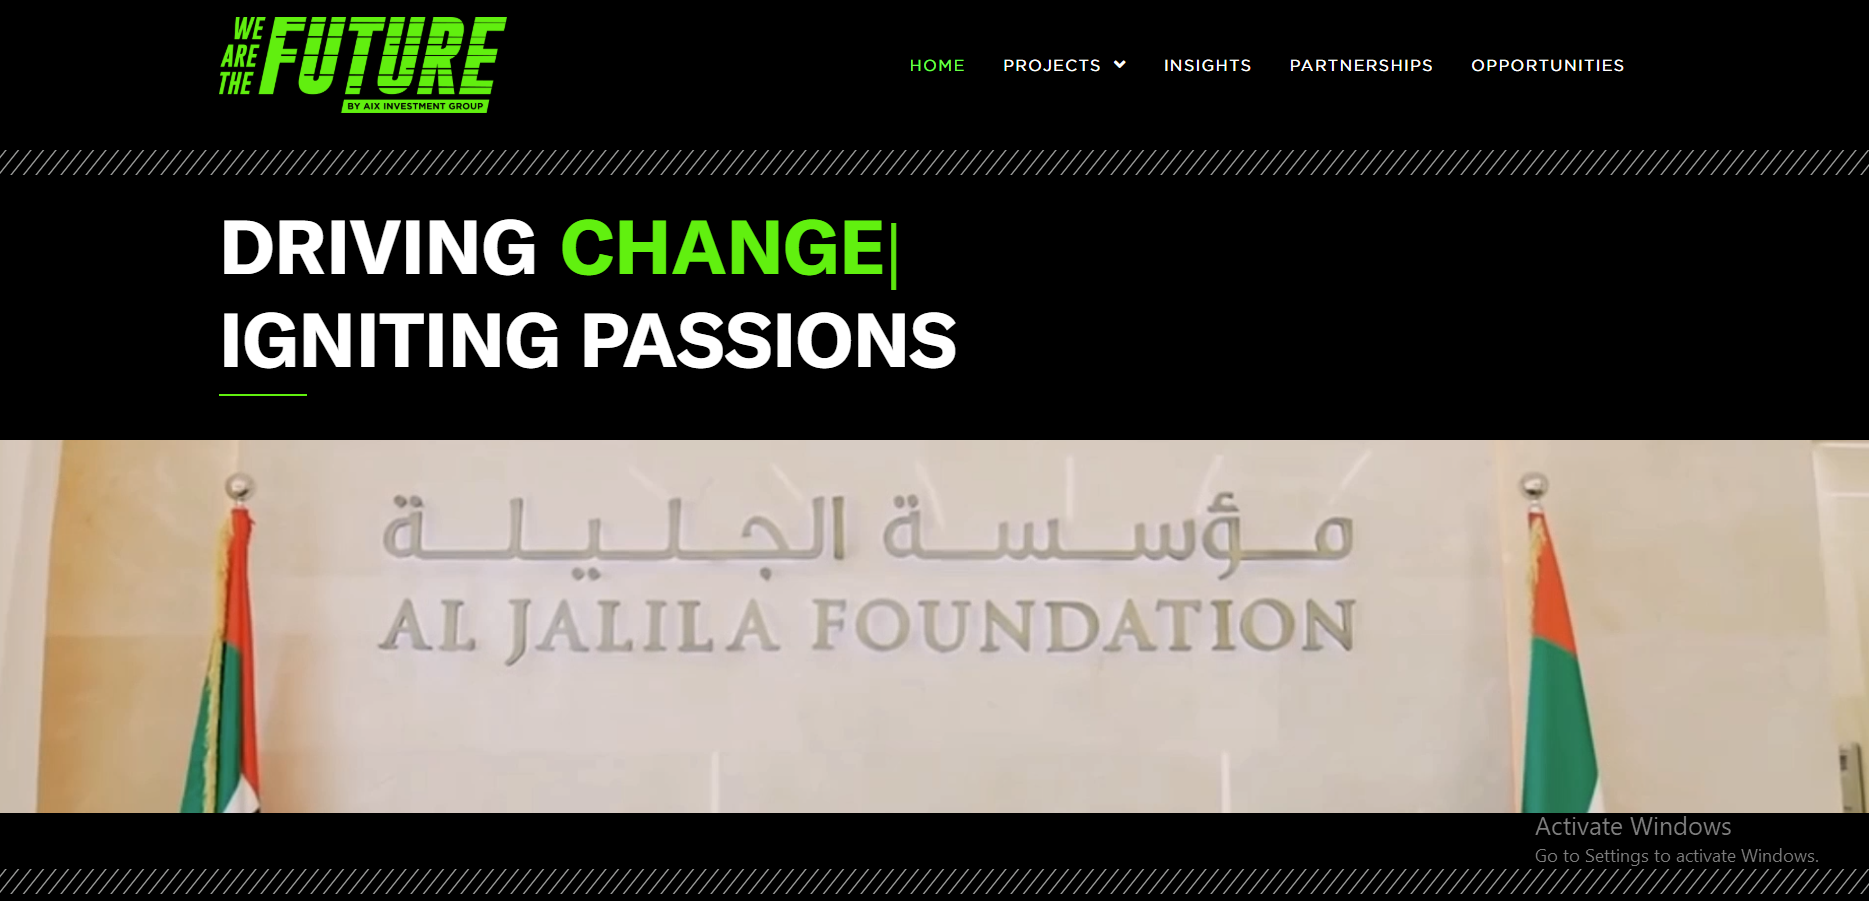 WE
ARE
THE
FUTURE
BY AIX INVESTMENT GROUP
HOME PROJECTS INSIGHTS PARTNERSHIPS OPPORTUNITIES
DRIVING CHANGE
IGNITING PASSIONS
مؤسسة الجليلة
AL JALILA FOUNDATION
Activate Windows
Go to Settings to activate Windows.